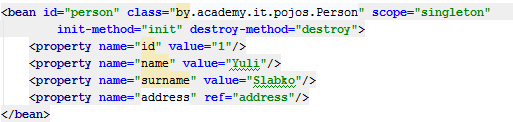 <bean id="person" class="by.academy.it.pojos.Person" scope="singleton"
init-method="init" destroy-method="destroy">
<property name="id" value="1"/>
<property name="name" value="Yuli"/>
<property name="surname" value="Slabko"/>
<property name="address" ref="address"/>
</bean>